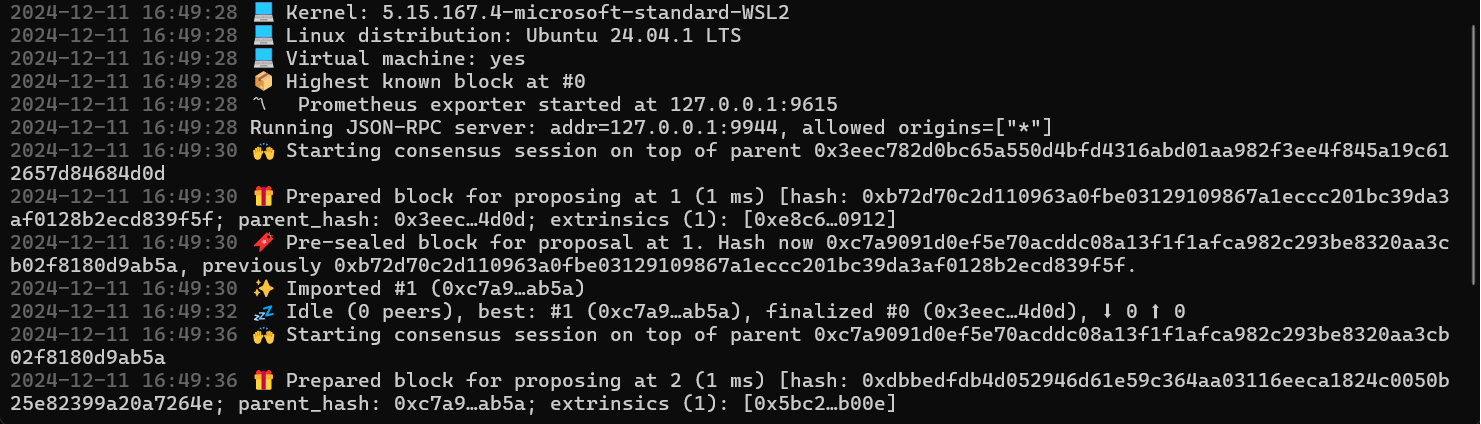 2024-12-11 16:49:28 💻 Kernel: 5.15.167.4-microsoft-standard-WSL2
2024-12-11 16:49:28 💻 Linux distribution: Ubuntu 24.04.1 LTS
2024-12-11 16:49:28 💻 Virtual machine: yes
2024-12-11 16:49:28 📦 Highest known block at #0
2024-12-11 16:49:28 〽️ Prometheus exporter started at 127.0.0.1:9615
2024-12-11 16:49:28 Running JSON-RPC server: addr=127.0.0.1:9944, allowed origins=["*"]
2024-12-11 16:49:30 🙌 Starting consensus session on top of parent 0x3eec782d0bc65a550d4bfd4316abd01aa982f3ee4f845a19c61
2657d84684d0d
2024-12-11 16:49:30 🎁 Prepared block for proposing at 1 (1 ms) [hash: 0xb72d70c2d110963a0fbe03129109867a1eccc201bc39da3
af0128b2ecd839f5f; parent_hash: 0x3eec…4d0d; extrinsics (1): [0xe8c6…0912]
2024-12-11 16:49:30 🔖 Pre-sealed block for proposal at 1. Hash now 0xc7a9091d0ef5e70acddc08a13f1f1afca982c293be8320aa3c
b02f8180d9ab5a, previously 0xb72d70c2d110963a0fbe03129109867a1eccc201bc39da3af0128b2ecd839f5f.
2024-12-11 16:49:30 ✨ Imported #1 (0xc7a9…ab5a)
2024-12-11 16:49:32 💤 Idle (0 peers), best: #1 (0xc7a9…ab5a), finalized #0 (0x3eec…4d0d), ⬇ 0 ⬆ 0
2024-12-11 16:49:36 🙌 Starting consensus session on top of parent 0xc7a9091d0ef5e70acddc08a13f1f1afca982c293be8320aa3cb
02f8180d9ab5a
2024-12-11 16:49:36 🎁 Prepared block for proposing at 2 (1 ms) [hash: 0xdbbedfdb4d052946d61e59c364aa03116eeca1824c0050b
25e82399a20a7264e; parent_hash: 0xc7a9…ab5a; extrinsics (1): [0x5bc2…b00e]